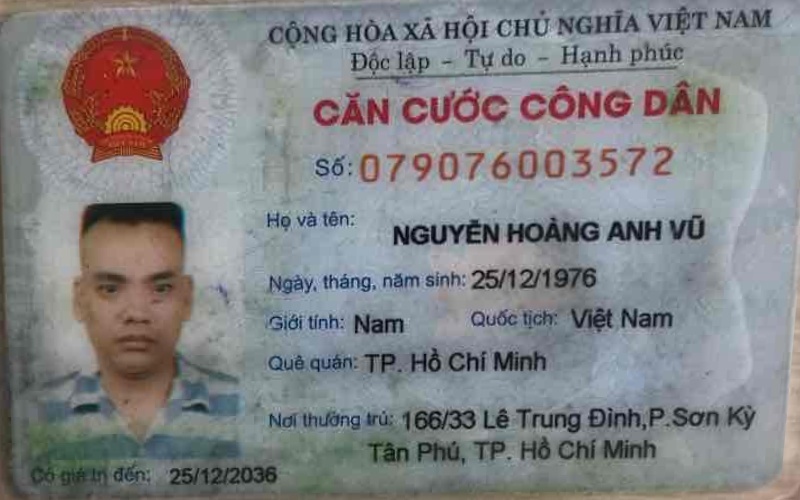 CỘNG HÒA XÃ HỘI CHỦ NGHĨA VIỆT NAM
Độc lập - Tự do - Hạnh phúc
CĂN CƯỚC CÔNG DÂN
Số: 079076003572
Họ và tên: NGUYỄN HOÀNG ANH VŨ
Ngày, tháng, năm sinh: 25/12/1976
Giới tính: Nam Quốc tịch: Việt Nam
Quê quán: TP. Hồ Chí Minh
Nơi thường trú: 166/33 Lê Trung Đình,P.Sơn Kỳ
Tân Phú, TP. Hồ Chí Minh
Có giá trị đến: 25/12/2036